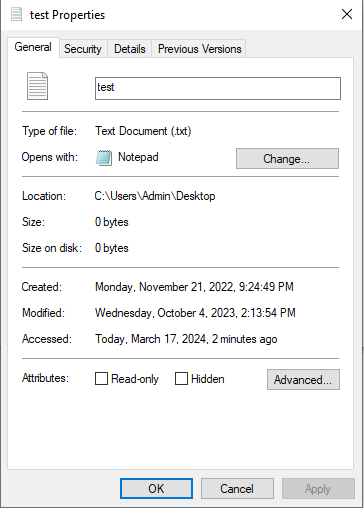 test Properties
General Security Details Previous Versions
test
Type of file: Text Document (.txt)
Opens with: Notepad Change...
Location: C:\Users\Admin\Desktop
Size: 0 bytes
Size on disk: 0 bytes
Created: Monday, November 21, 2022, 9:24:49 PM
Modified: Wednesday, October 4, 2023, 2:13:54 PM
Accessed: Today, March 17, 2024, 2 minutes ago
Attributes: Read-only Hidden Advanced...
OK Cancel Apply